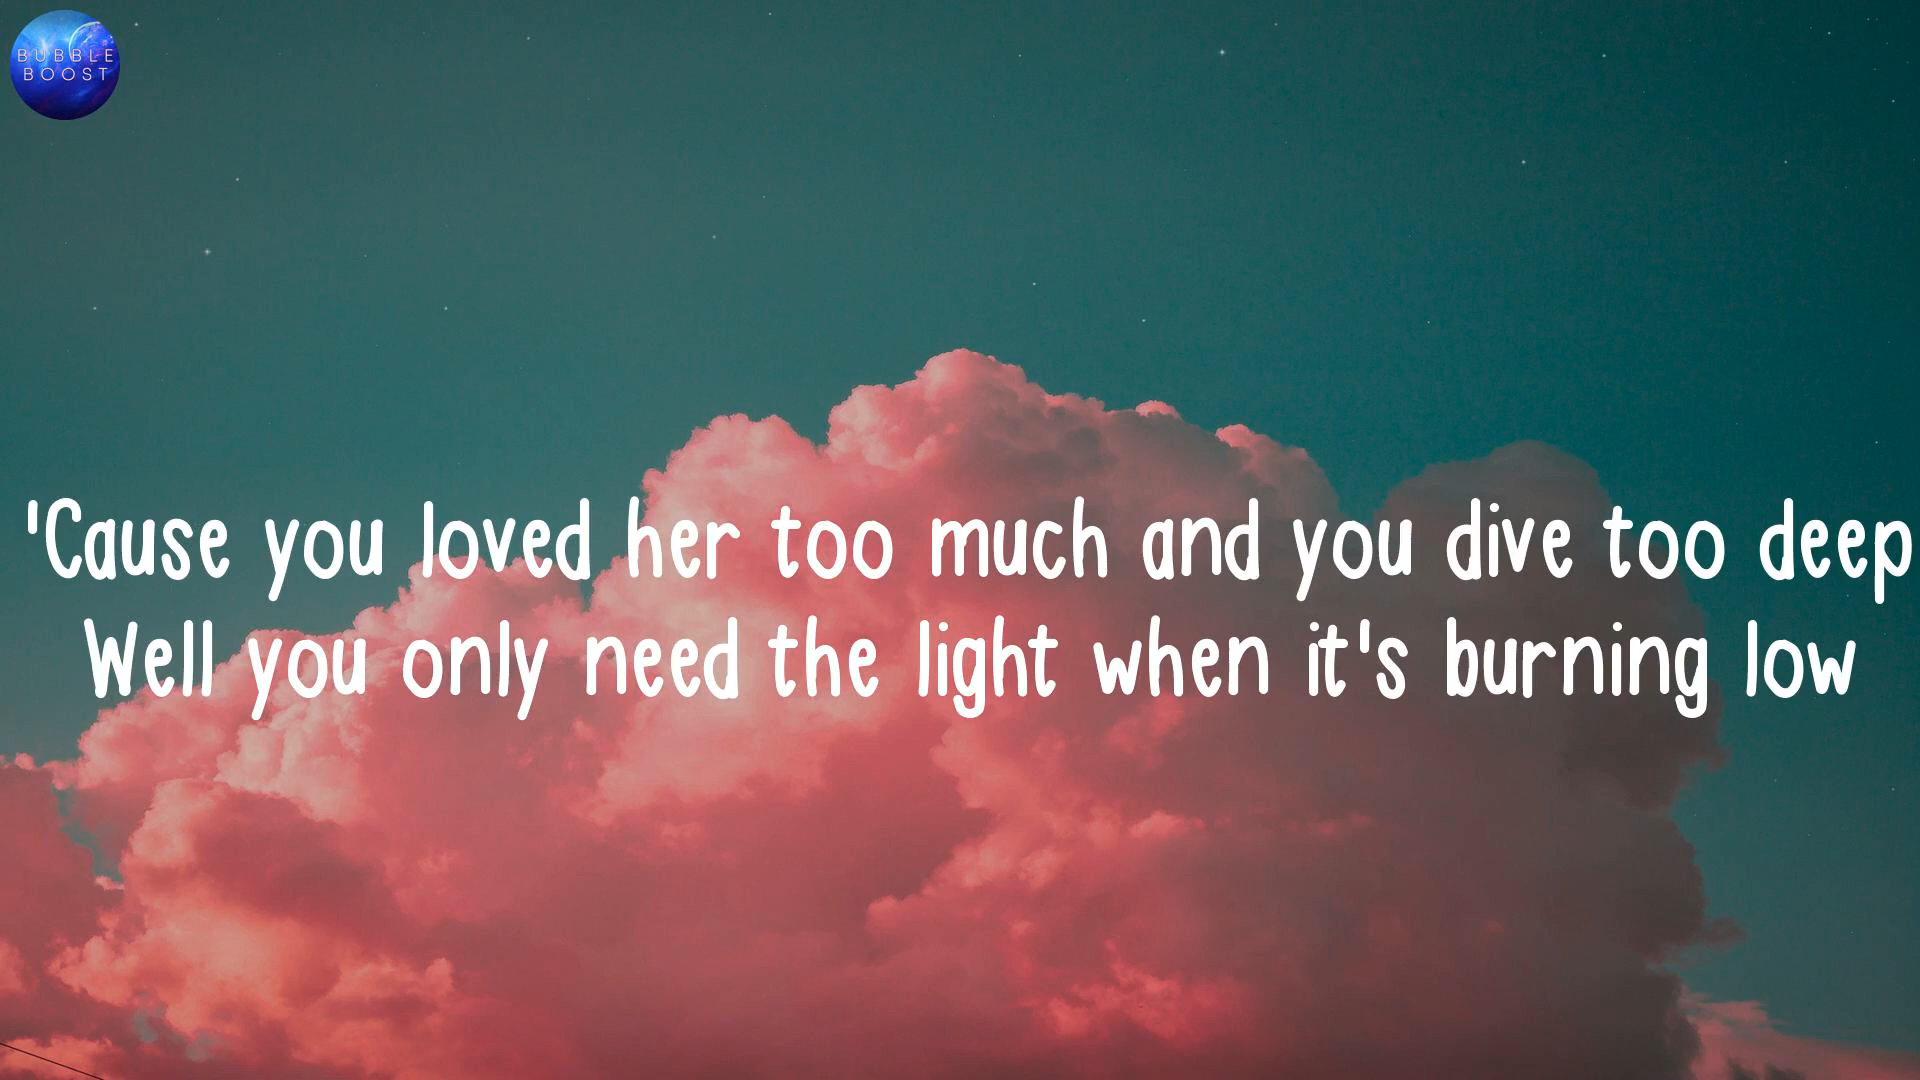 BUBBLE
BOOST
'Cause you loved her too much and you dive too deep
Well you only need the light when it's burning low